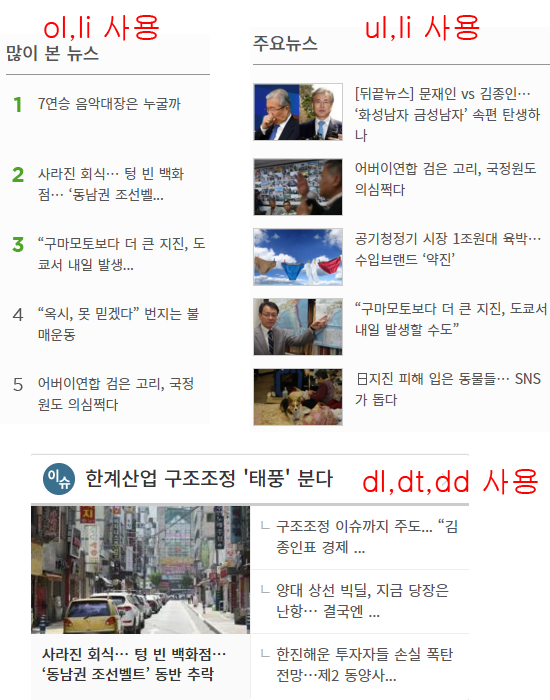 ol,li 사용
많이 본 뉴스
1 7연승 음악대장은 누굴까
2 사라진 회식… 텅 빈 백화
점… ‘동남권 조선벨...
3 “구마모토보다 더 큰 지진, 도
쿄서 내일 발생...
4 “옥시, 못 믿겠다” 번지는 불
매운동
5 어버이연합 검은 고리, 국정
원도 의심쩍다
ul,li 사용
주요뉴스
[뒤끝뉴스] 문재인 vs 김종인…
‘화성남자 금성남자’ 속편 탄생하
나
어버이연합 검은 고리, 국정원도
의심쩍다
공기청정기 시장 1조원대 육박…
수입브랜드 ‘약진’
“구마모토보다 더 큰 지진, 도쿄서
내일 발생할 수도”
日지진 피해 입은 동물들… SNS
가 돕다
이슈 한계산업 구조조정 '태풍' 분다
dl,dt,dd 사용
사라진 회식… 텅 빈 백화점…
‘동남권 조선벨트’ 동반 추락
ㄴ 구조조정 이슈까지 주도... “김
종인표 경제 ...
ㄴ 양대 상선 빅딜, 지금 당장은
난항… 결국엔 ...
ㄴ 한진해운 투자자들 손실 폭탄
전망…제2 동양사...